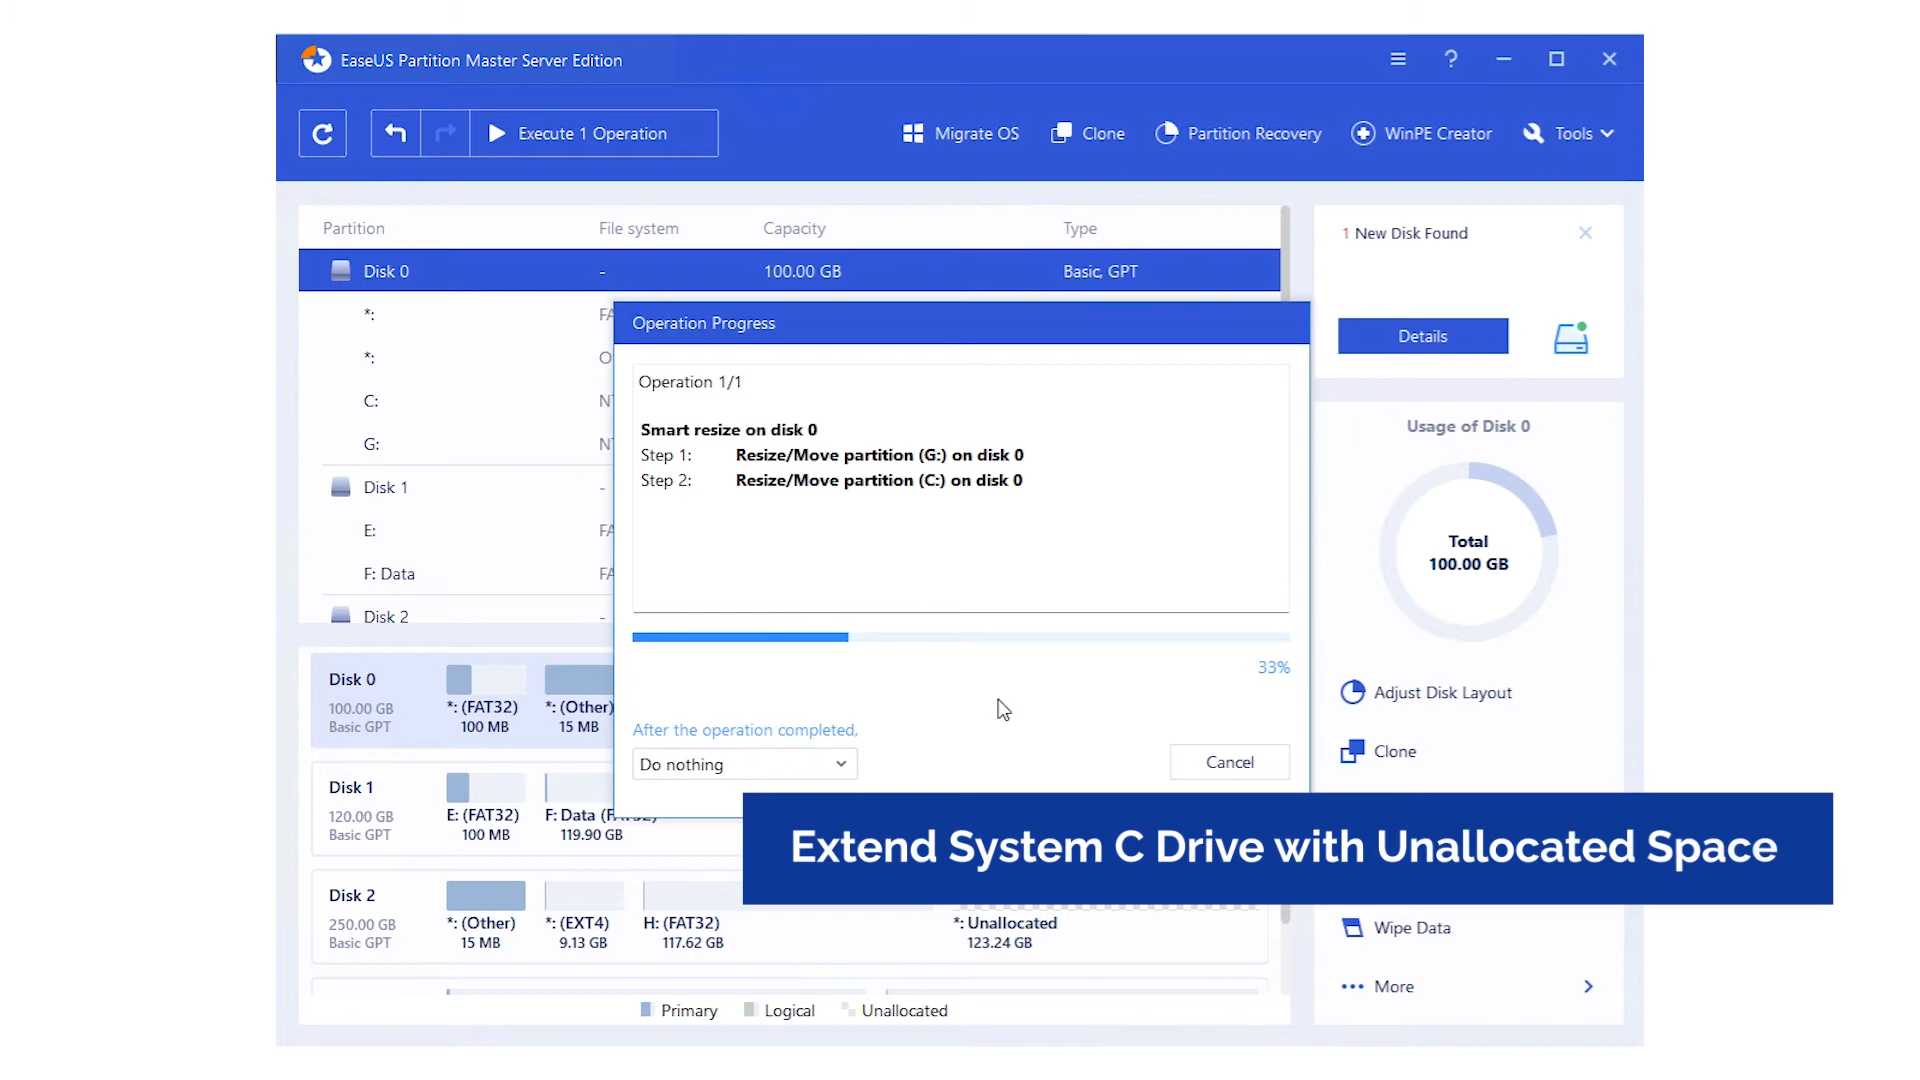 EaseUS Partition Master Server Edition
Execute 1 Operation
Migrate OS
Clone
Partition Recovery
WinPE Creator
Tools
Partition File system Capacity Type
Disk 0 - 100.00 GB Basic, GPT
*: FA
*:
C:
G:
Disk 1 -
E: FA
F: Data FA
Disk 2 -
Operation Progress
Operation 1/1
Smart resize on disk 0
Step 1: Resize/Move partition (G:) on disk 0
Step 2: Resize/Move partition (C:) on disk 0
33%
After the operation completed,
Do nothing
Cancel
1 New Disk Found
Details
Usage of Disk 0
Total
100.00 GB
Adjust Disk Layout
Clone
Wipe Data
More
Disk 0
100.00 GB
Basic GPT
*: (FAT32)
100 MB
*: (Other)
15 MB
Disk 1
120.00 GB
Basic GPT
E: (FAT32)
100 MB
F: Data
119.90 GB
Disk 2
250.00 GB
Basic GPT
*: (Other)
15 MB
*: (EXT4)
9.13 GB
H: (FAT32)
117.62 GB
*: Unallocated
123.24 GB
Extend System C Drive with Unallocated Space
Primary Logical Unallocated